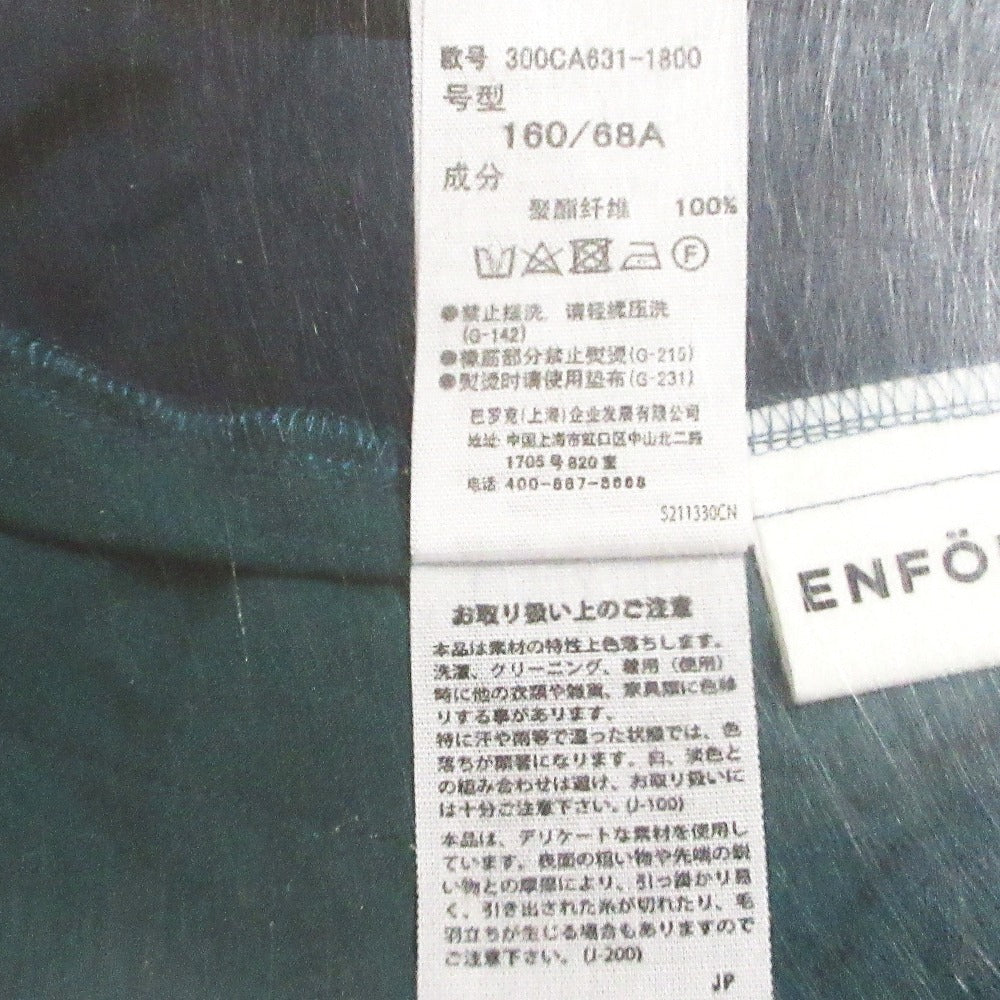 款号 300CA631-1800
号型
160/68A
成分
聚酯纤维 100%
F
●禁止搓洗，请轻揉压洗
(G-142)
●橡筋部分禁止熨烫(G-215)
●熨烫时请使用垫布(G-231)
巴罗克(上海)企业发展有限公司
地址:中国上海市虹口区中山北二路
1705号820室
电话:400-887-8668
S211330CN
ENFÖ
お取り扱い上のご注意
本品は素材の特性上色落ちします。
洗濯、クリーニング、着用（使用）
時に他の衣類や雑貨、家具類に色移
りする事があります。
特に汗や雨等で湿った状態では、色
落ちが顕著になります。白、淡色と
の組み合わせは避け、お取り扱いに
は十分ご注意下さい。(J-100)
本品は、デリケートな素材を使用し
ています。表面の粗い物や先端の鋭
い物との摩擦により、引っ掛かり易
く、引き出された糸が切れたり、毛
羽立ちが生じる場合もありますので
ご注意下さい。(J-200)
JP